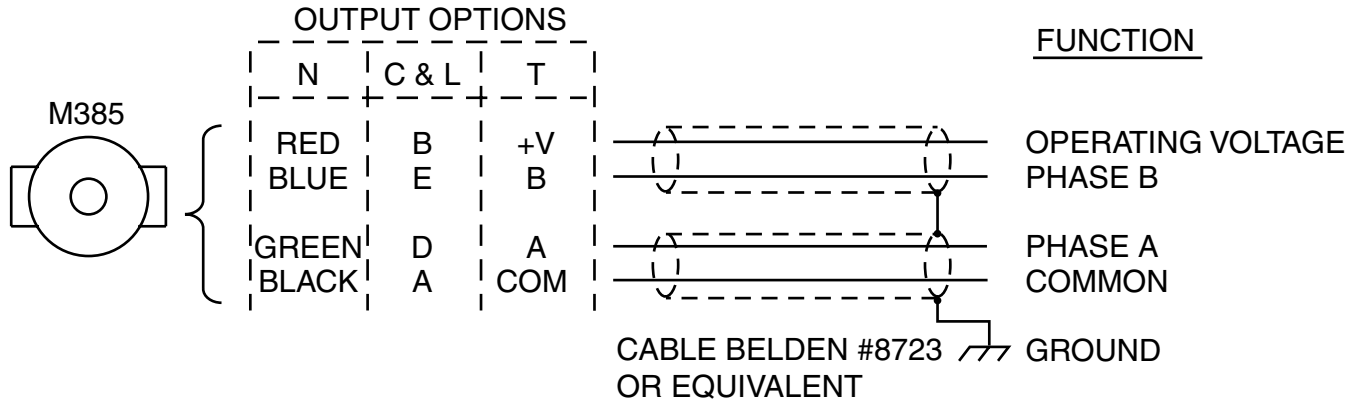 OUTPUT OPTIONS
FUNCTION
N C & L T
M385
RED B +V OPERATING VOLTAGE
BLUE E B PHASE B
GREEN D A PHASE A
BLACK A COM COMMON
CABLE BELDEN #8723 GROUND
OR EQUIVALENT